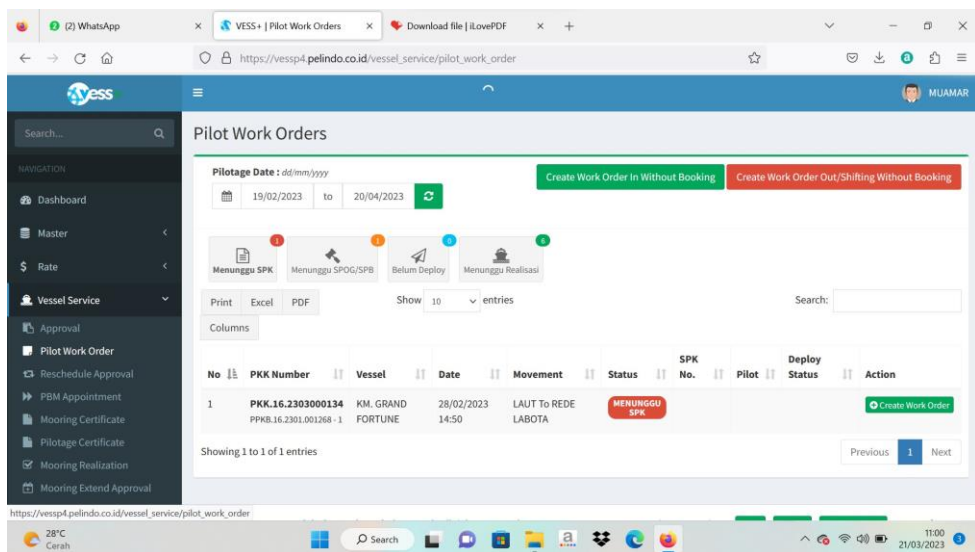 (2) WhatsApp
VESS+ | Pilot Work Orders
Download file | iLovePDF
https://vessp4.pelindo.co.id/vessel_service/pilot_work_order
Vess
MUAMAR
Search...
Pilot Work Orders
NAVIGATION
Pilotage Date : dd/mm/yyyy
Create Work Order In Without Booking
Create Work Order Out/Shifting Without Booking
19/02/2023 to 20/04/2023
Dashboard
Master
Rate
Vessel Service
Approval
Pilot Work Order
Reschedule Approval
PBM Appointment
Mooring Certificate
Pilotage Certificate
Mooring Realization
Mooring Extend Approval
1
Menunggu SPK
1
Menunggu SPOG/SPB
0
Belum Deploy
6
Menunggu Realisasi
Print Excel PDF
Columns
Show 10 entries
Search:
No PKK Number Vessel Date Movement Status SPK No. Pilot Deploy Status Action
1 PKK.16.2303000134 KM. GRAND 28/02/2023 LAUT To REDE MENUNGGU Create Work Order
PPKB.16.2301.001268 - 1 FORTUNE 14:50 LABOTA SPK
Showing 1 to 1 of 1 entries
Previous 1 Next
https://vessp4.pelindo.co.id/vessel_service/pilot_work_order
28°C
Cerah
Search
11:00
21/03/2023
3